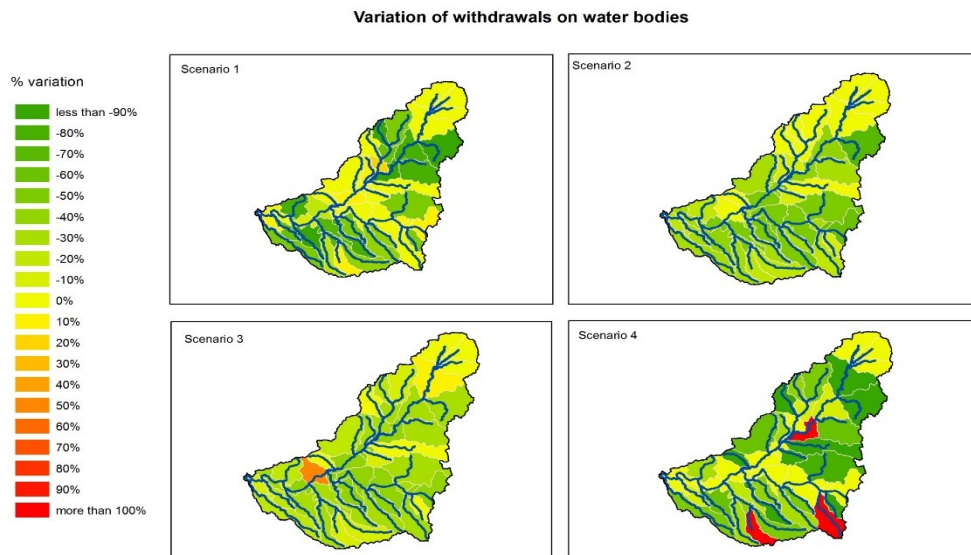 Variation of withdrawals on water bodies
Scenario 1
Scenario 2
% variation
less than -90%
-80%
-70%
-60%
-50%
-40%
-30%
-20%
-10%
0%
10%
20%
30%
40%
50%
60%
70%
80%
90%
more than 100%
Scenario 3
Scenario 4